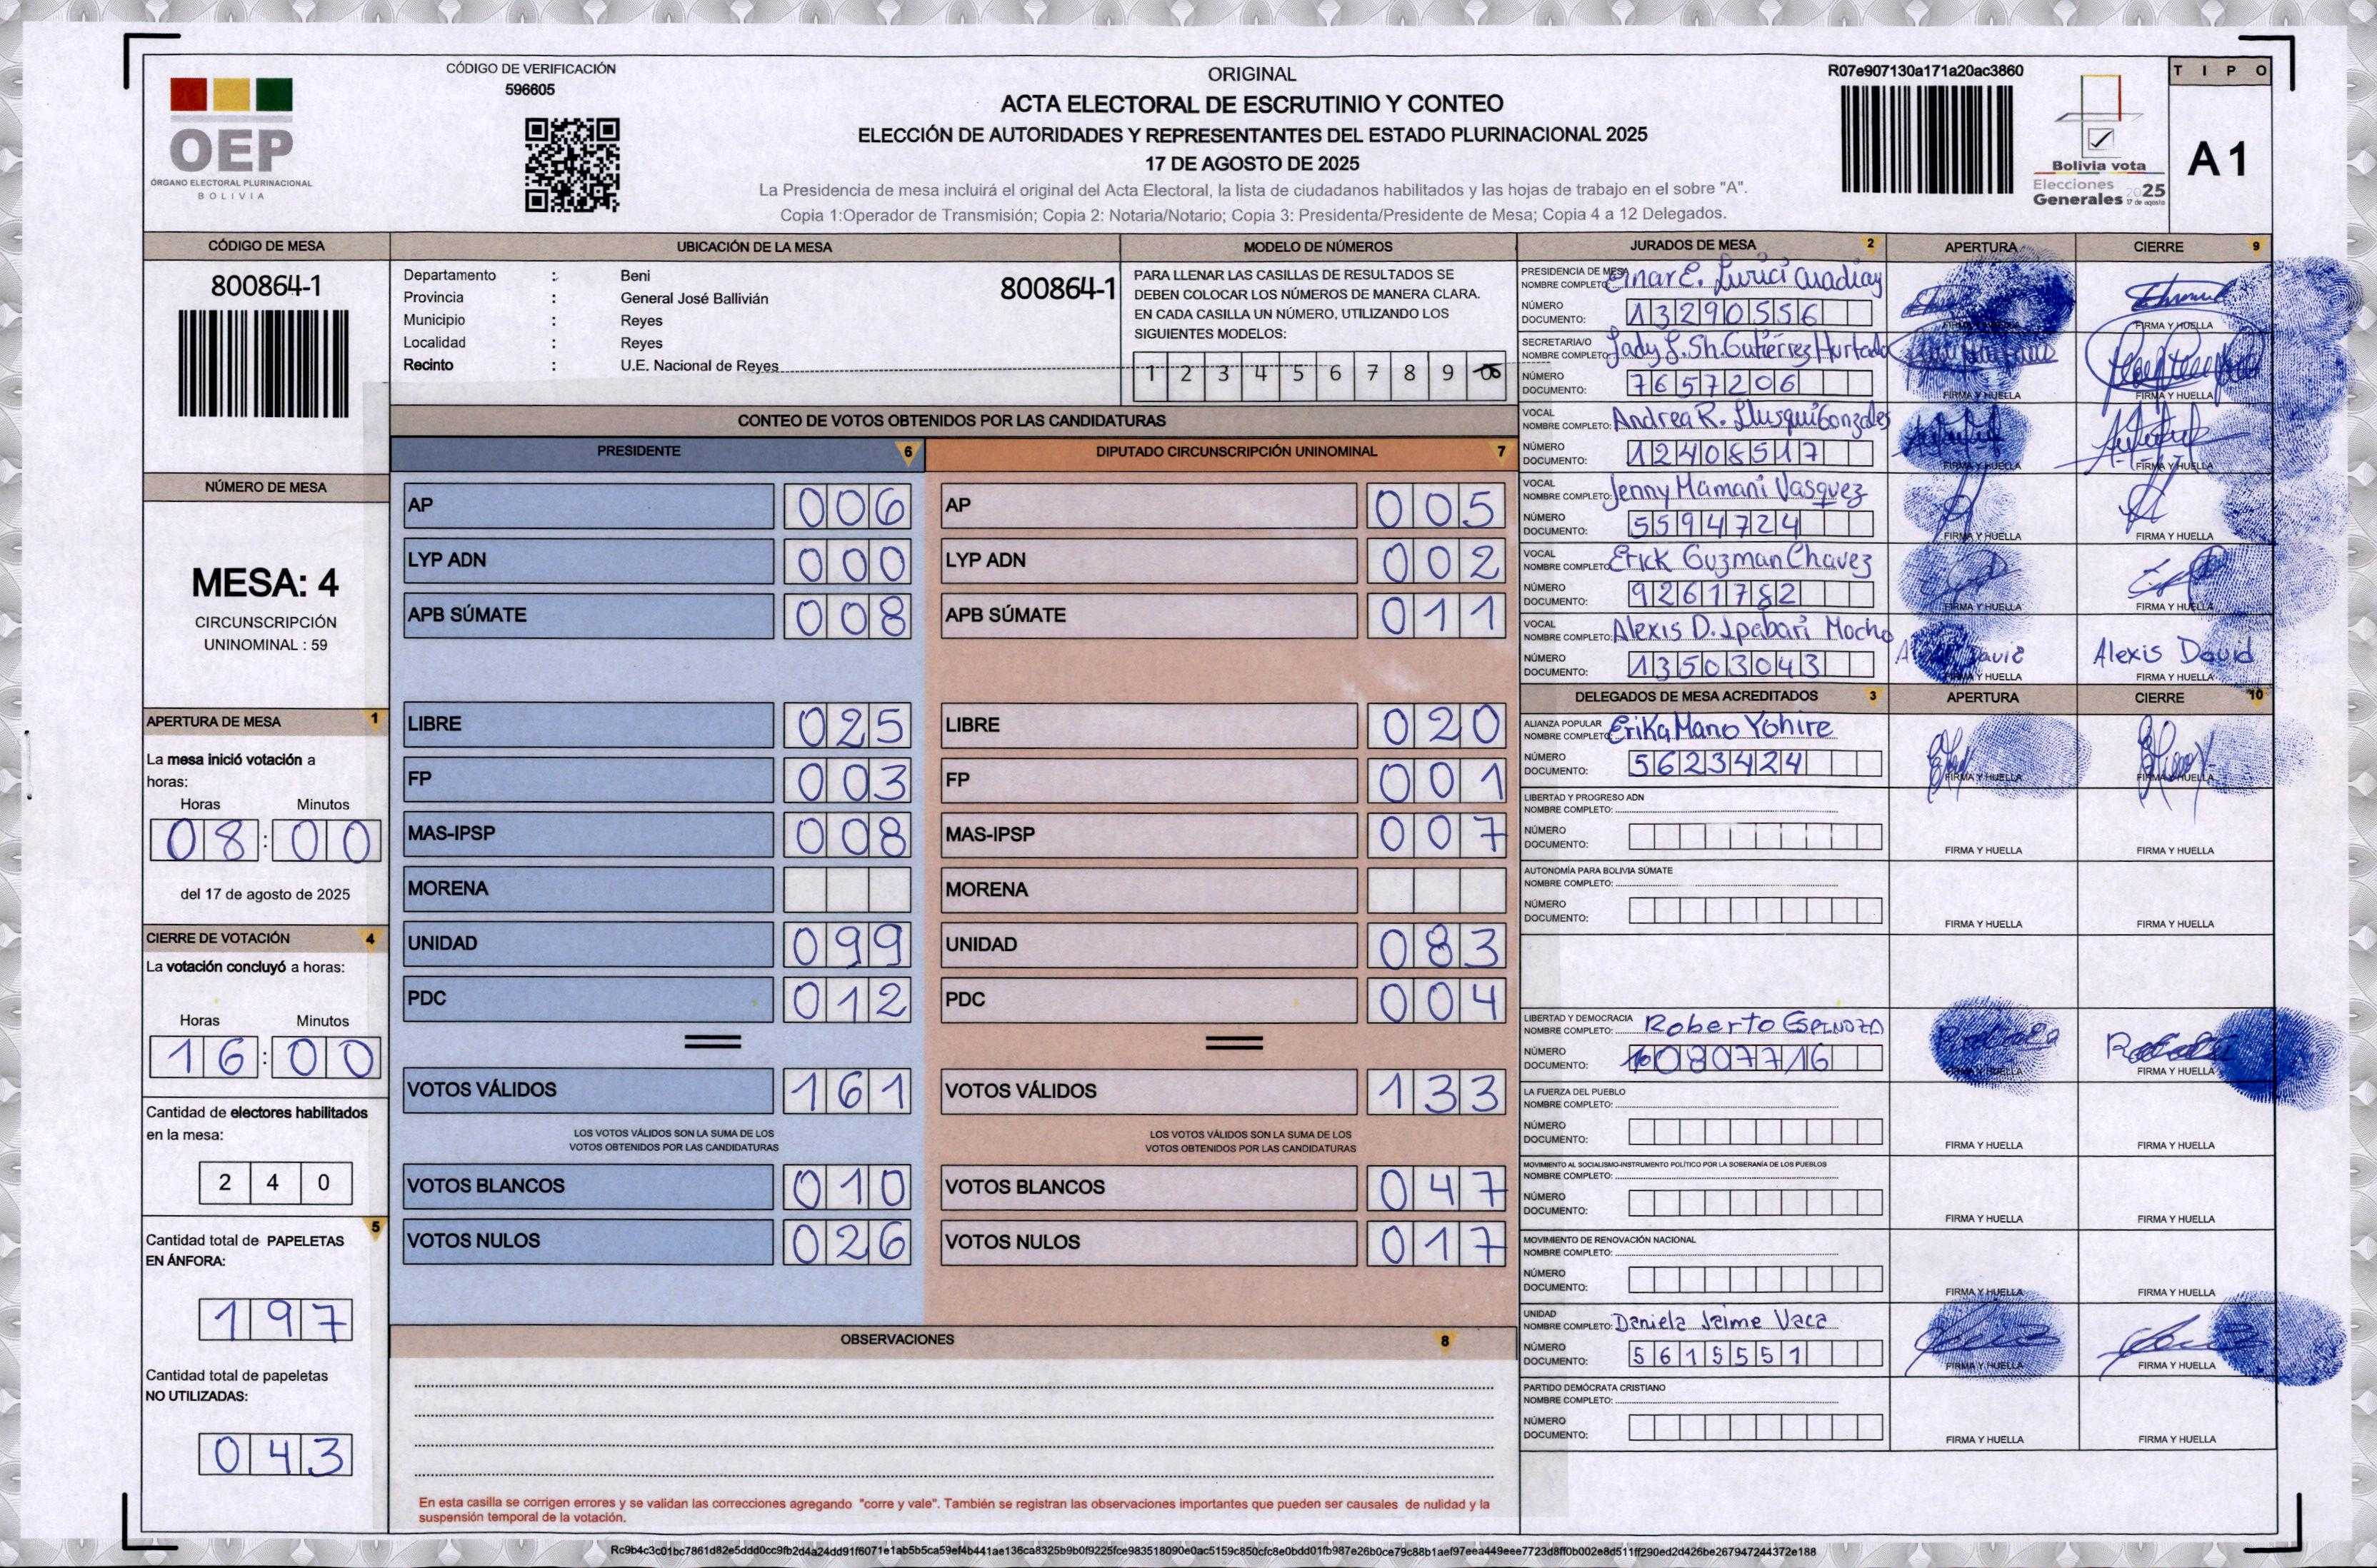 CÓDIGO DE VERIFICACIÓN
596605
OEP
ÓRGANO ELECTORAL PLURINACIONAL
BOLIVIA
ORIGINAL
ACTA ELECTORAL DE ESCRUTINIO Y CONTEO
ELECCIÓN DE AUTORIDADES Y REPRESENTANTES DEL ESTADO PLURINACIONAL 2025
17 DE AGOSTO DE 2025
La Presidencia de mesa incluirá el original del Acta Electoral, la lista de ciudadanos habilitados y las hojas de trabajo en el sobre "A".
Copia 1:Operador de Transmisión; Copia 2: Notaria/Notario; Copia 3: Presidenta/Presidente de Mesa; Copia 4 a 12 Delegados.
R07e907130a171a20ac3860
Bolivia vota
Elecciones 2025
Generales 17 de agosto
TIPO
A 1
CÓDIGO DE MESA
800864-1
NÚMERO DE MESA
MESA: 4
CIRCUNSCRIPCIÓN
UNINOMINAL : 59
APERTURA DE MESA 1
La mesa inició votación a
horas:
Horas Minutos
08:00
del 17 de agosto de 2025
CIERRE DE VOTACIÓN 4
La votación concluyó a horas:
Horas Minutos
16:00
Cantidad de electores habilitados
en la mesa:
240
5
Cantidad total de PAPELETAS
EN ÁNFORA:
197
Cantidad total de papeletas
NO UTILIZADAS:
043
UBICACIÓN DE LA MESA
Departamento : Beni 800864-1
Provincia : General José Ballivián
Municipio : Reyes
Localidad : Reyes
Recinto : U.E. Nacional de Reyes
MODELO DE NÚMEROS
PARA LLENAR LAS CASILLAS DE RESULTADOS SE
DEBEN COLOCAR LOS NÚMEROS DE MANERA CLARA.
EN CADA CASILLA UN NÚMERO, UTILIZANDO LOS
SIGUIENTES MODELOS:
1 2 3 4 5 6 7 8 9
CONTEO DE VOTOS OBTENIDOS POR LAS CANDIDATURAS
PRESIDENTE 6 DIPUTADO CIRCUNSCRIPCIÓN UNINOMINAL 7
AP 006 AP 005
LYP ADN 000 LYP ADN 002
APB SÚMATE 008 APB SÚMATE 011
LIBRE 025 LIBRE 020
FP 003 FP 001
MAS-IPSP 008 MAS-IPSP 007
MORENA MORENA
UNIDAD 099 UNIDAD 083
PDC 012 PDC 004
VOTOS VÁLIDOS 161 VOTOS VÁLIDOS 133
LOS VOTOS VÁLIDOS SON LA SUMA DE LOS LOS VOTOS VÁLIDOS SON LA SUMA DE LOS
VOTOS OBTENIDOS POR LAS CANDIDATURAS VOTOS OBTENIDOS POR LAS CANDIDATURAS
VOTOS BLANCOS 010 VOTOS BLANCOS 047
VOTOS NULOS 026 VOTOS NULOS 017
OBSERVACIONES 8
En esta casilla se corrigen errores y se validan las correcciones agregando "corre y vale". También se registran las observaciones importantes que pueden ser causales de nulidad y la
suspensión temporal de la votación.
JURADOS DE MESA 2 APERTURA CIERRE 9
PRESIDENCIA DE MESA
NOMBRE COMPLETO:
NÚMERO
DOCUMENTO: 13290556
FIRMA Y HUELLA
SECRETARIA/O
NOMBRE COMPLETO: Lady L. Sh. Gutiérrez Hurtado
NÚMERO
DOCUMENTO: 7657206
FIRMA Y HUELLA FIRMA Y HUELLA
VOCAL
NOMBRE COMPLETO: Andrea R. Llusqui Gonzales
NÚMERO
DOCUMENTO: 12408517
FIRMA Y HUELLA FIRMA Y HUELLA
VOCAL
NOMBRE COMPLETO: Jenny Mamani Vasquez
NÚMERO
DOCUMENTO: 5594724
FIRMA Y HUELLA FIRMA Y HUELLA
VOCAL
NOMBRE COMPLETO: Erick Guzman Chavez
NÚMERO
DOCUMENTO: 9261782
FIRMA Y HUELLA FIRMA Y HUELLA
VOCAL
NOMBRE COMPLETO: Alexis D. Ipabari Mocho
NÚMERO Alexis David
DOCUMENTO: 13503043
FIRMA Y HUELLA FIRMA Y HUELLA
DELEGADOS DE MESA ACREDITADOS 3 APERTURA CIERRE 10
ALIANZA POPULAR
NOMBRE COMPLETO: Erika Mano Yohire
NÚMERO
DOCUMENTO: 5623424
FIRMA Y HUELLA FIRMA Y HUELLA
LIBERTAD Y PROGRESO ADN
NOMBRE COMPLETO:
NÚMERO
DOCUMENTO:
FIRMA Y HUELLA FIRMA Y HUELLA
AUTONOMÍA PARA BOLIVIA SÚMATE
NOMBRE COMPLETO:
NÚMERO
DOCUMENTO:
FIRMA Y HUELLA FIRMA Y HUELLA
LIBERTAD Y DEMOCRACIA
NOMBRE COMPLETO: Roberto Espinoza
NÚMERO
DOCUMENTO: 10807716
FIRMA Y HUELLA FIRMA Y HUELLA
LA FUERZA DEL PUEBLO
NOMBRE COMPLETO:
NÚMERO
DOCUMENTO:
FIRMA Y HUELLA FIRMA Y HUELLA
MOVIMIENTO AL SOCIALISMO-INSTRUMENTO POLÍTICO POR LA SOBERANÍA DE LOS PUEBLOS
NOMBRE COMPLETO:
NÚMERO
DOCUMENTO:
FIRMA Y HUELLA FIRMA Y HUELLA
MOVIMIENTO DE RENOVACIÓN NACIONAL
NOMBRE COMPLETO:
NÚMERO
DOCUMENTO:
FIRMA Y HUELLA FIRMA Y HUELLA
UNIDAD
NOMBRE COMPLETO: Daniela Jaime Vaca
NÚMERO
DOCUMENTO: 5615551
FIRMA Y HUELLA FIRMA Y HUELLA
PARTIDO DEMÓCRATA CRISTIANO
NOMBRE COMPLETO:
NÚMERO
DOCUMENTO:
FIRMA Y HUELLA FIRMA Y HUELLA